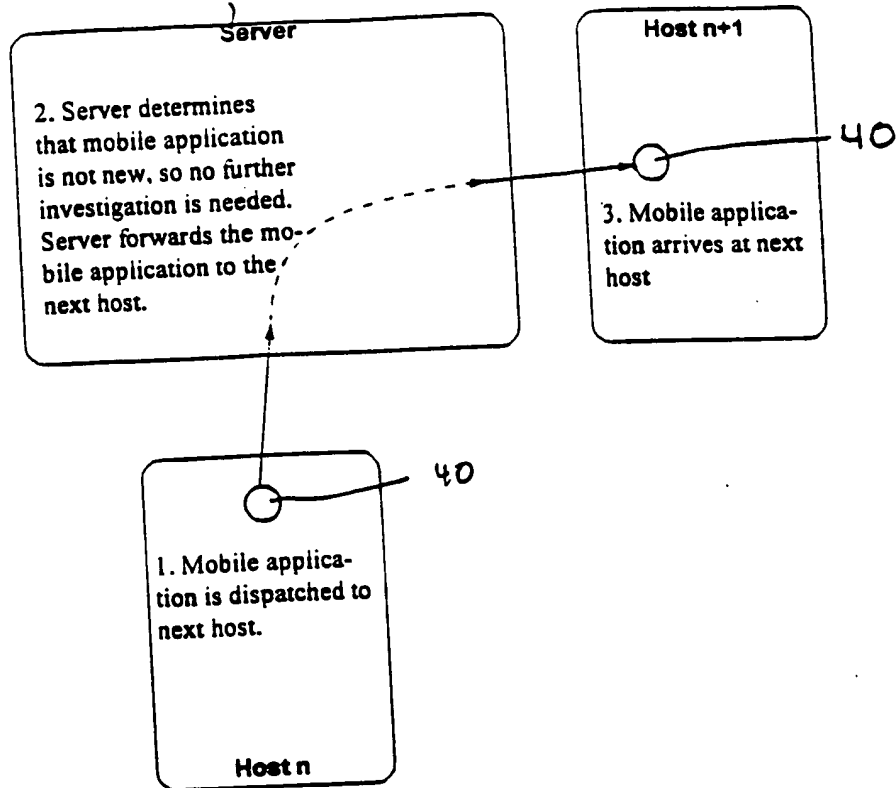 Server
2. Server determines
that mobile application
is not new, so no further
investigation is needed.
Server forwards the mo-
bile application to the
next host.
Host n+1
40
3. Mobile applica-
tion arrives at next
host
40
1. Mobile applica-
tion is dispatched to
next host.
Host n